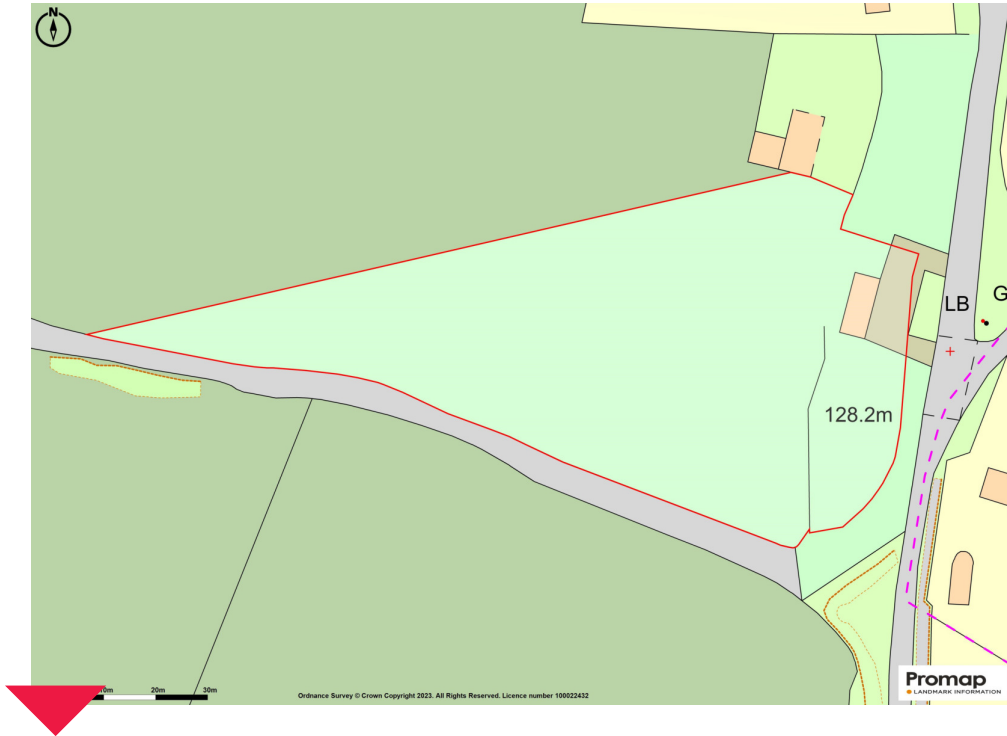 N
LB
G
128.2m
0m 20m 30m
Ordnance Survey © Crown Copyright 2023. All Rights Reserved. Licence number 100022432
Promap
LANDMARK INFORMATION